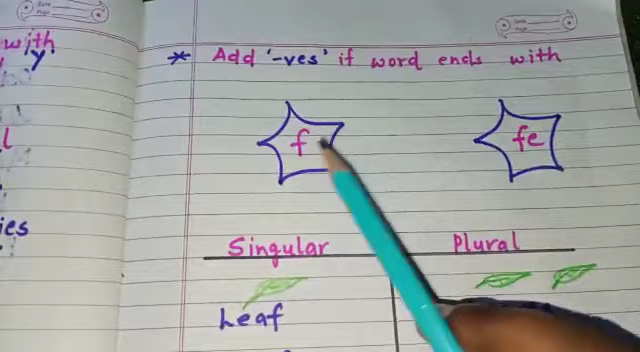 with
y
* Add '-ves' if word ends with
f fe
l
ies
Singular Plural
Leaf